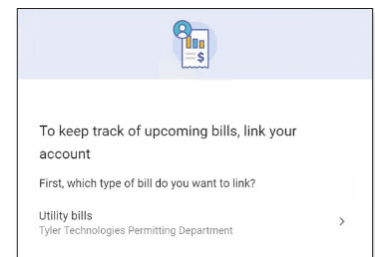 To keep track of upcoming bills, link your
account
First, which type of bill do you want to link?
Utility bills
Tyler Technologies Permitting Department